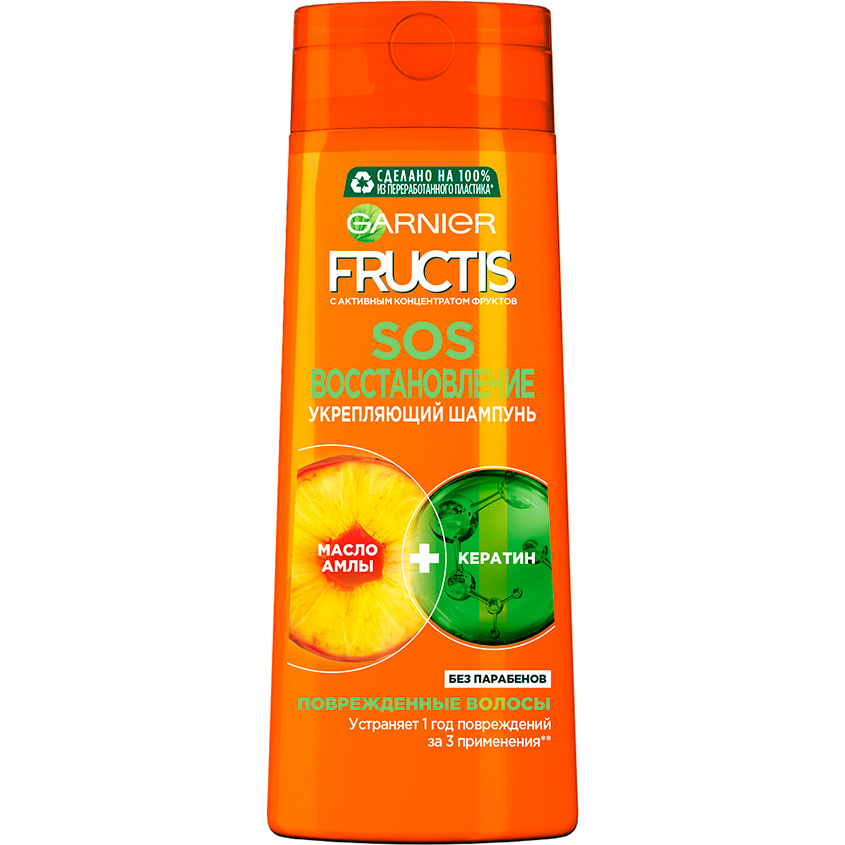 СДЕЛАНО НА 100%
ИЗ ПЕРЕРАБОТАННОГО ПЛАСТИКА*
GARNIER
FRUCTIS
С АКТИВНЫМ КОНЦЕНТРАТОМ ФРУКТОВ
SOS
ВОССТАНОВЛЕНИЕ
УКРЕПЛЯЮЩИЙ ШАМПУНЬ
МАСЛО
АМЛЫ
+
КЕРАТИН
БЕЗ ПАРАБЕНОВ
ПОВРЕЖДЕННЫЕ ВОЛОСЫ
Устраняет 1 год повреждений
за 3 применения**